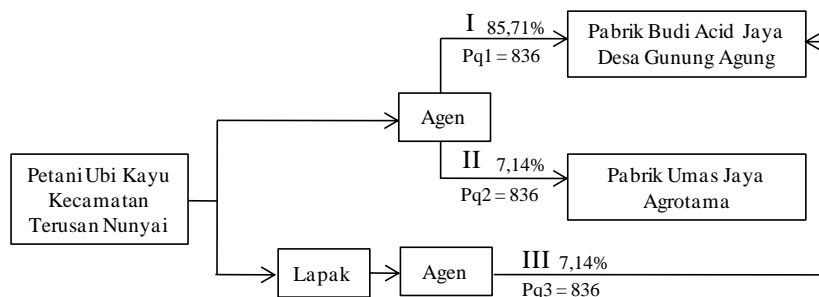 I 85,71%
Pq1 = 836
Pabrik Budi Acid Jaya
Desa Gunung Agung
Agen
II 7,14%
Pq2 = 836
Pabrik Umas Jaya
Agrotama
Petani Ubi Kayu
Kecamatan
Terusan Nunyai
Lapak
Agen
III 7,14%
Pq3 = 836